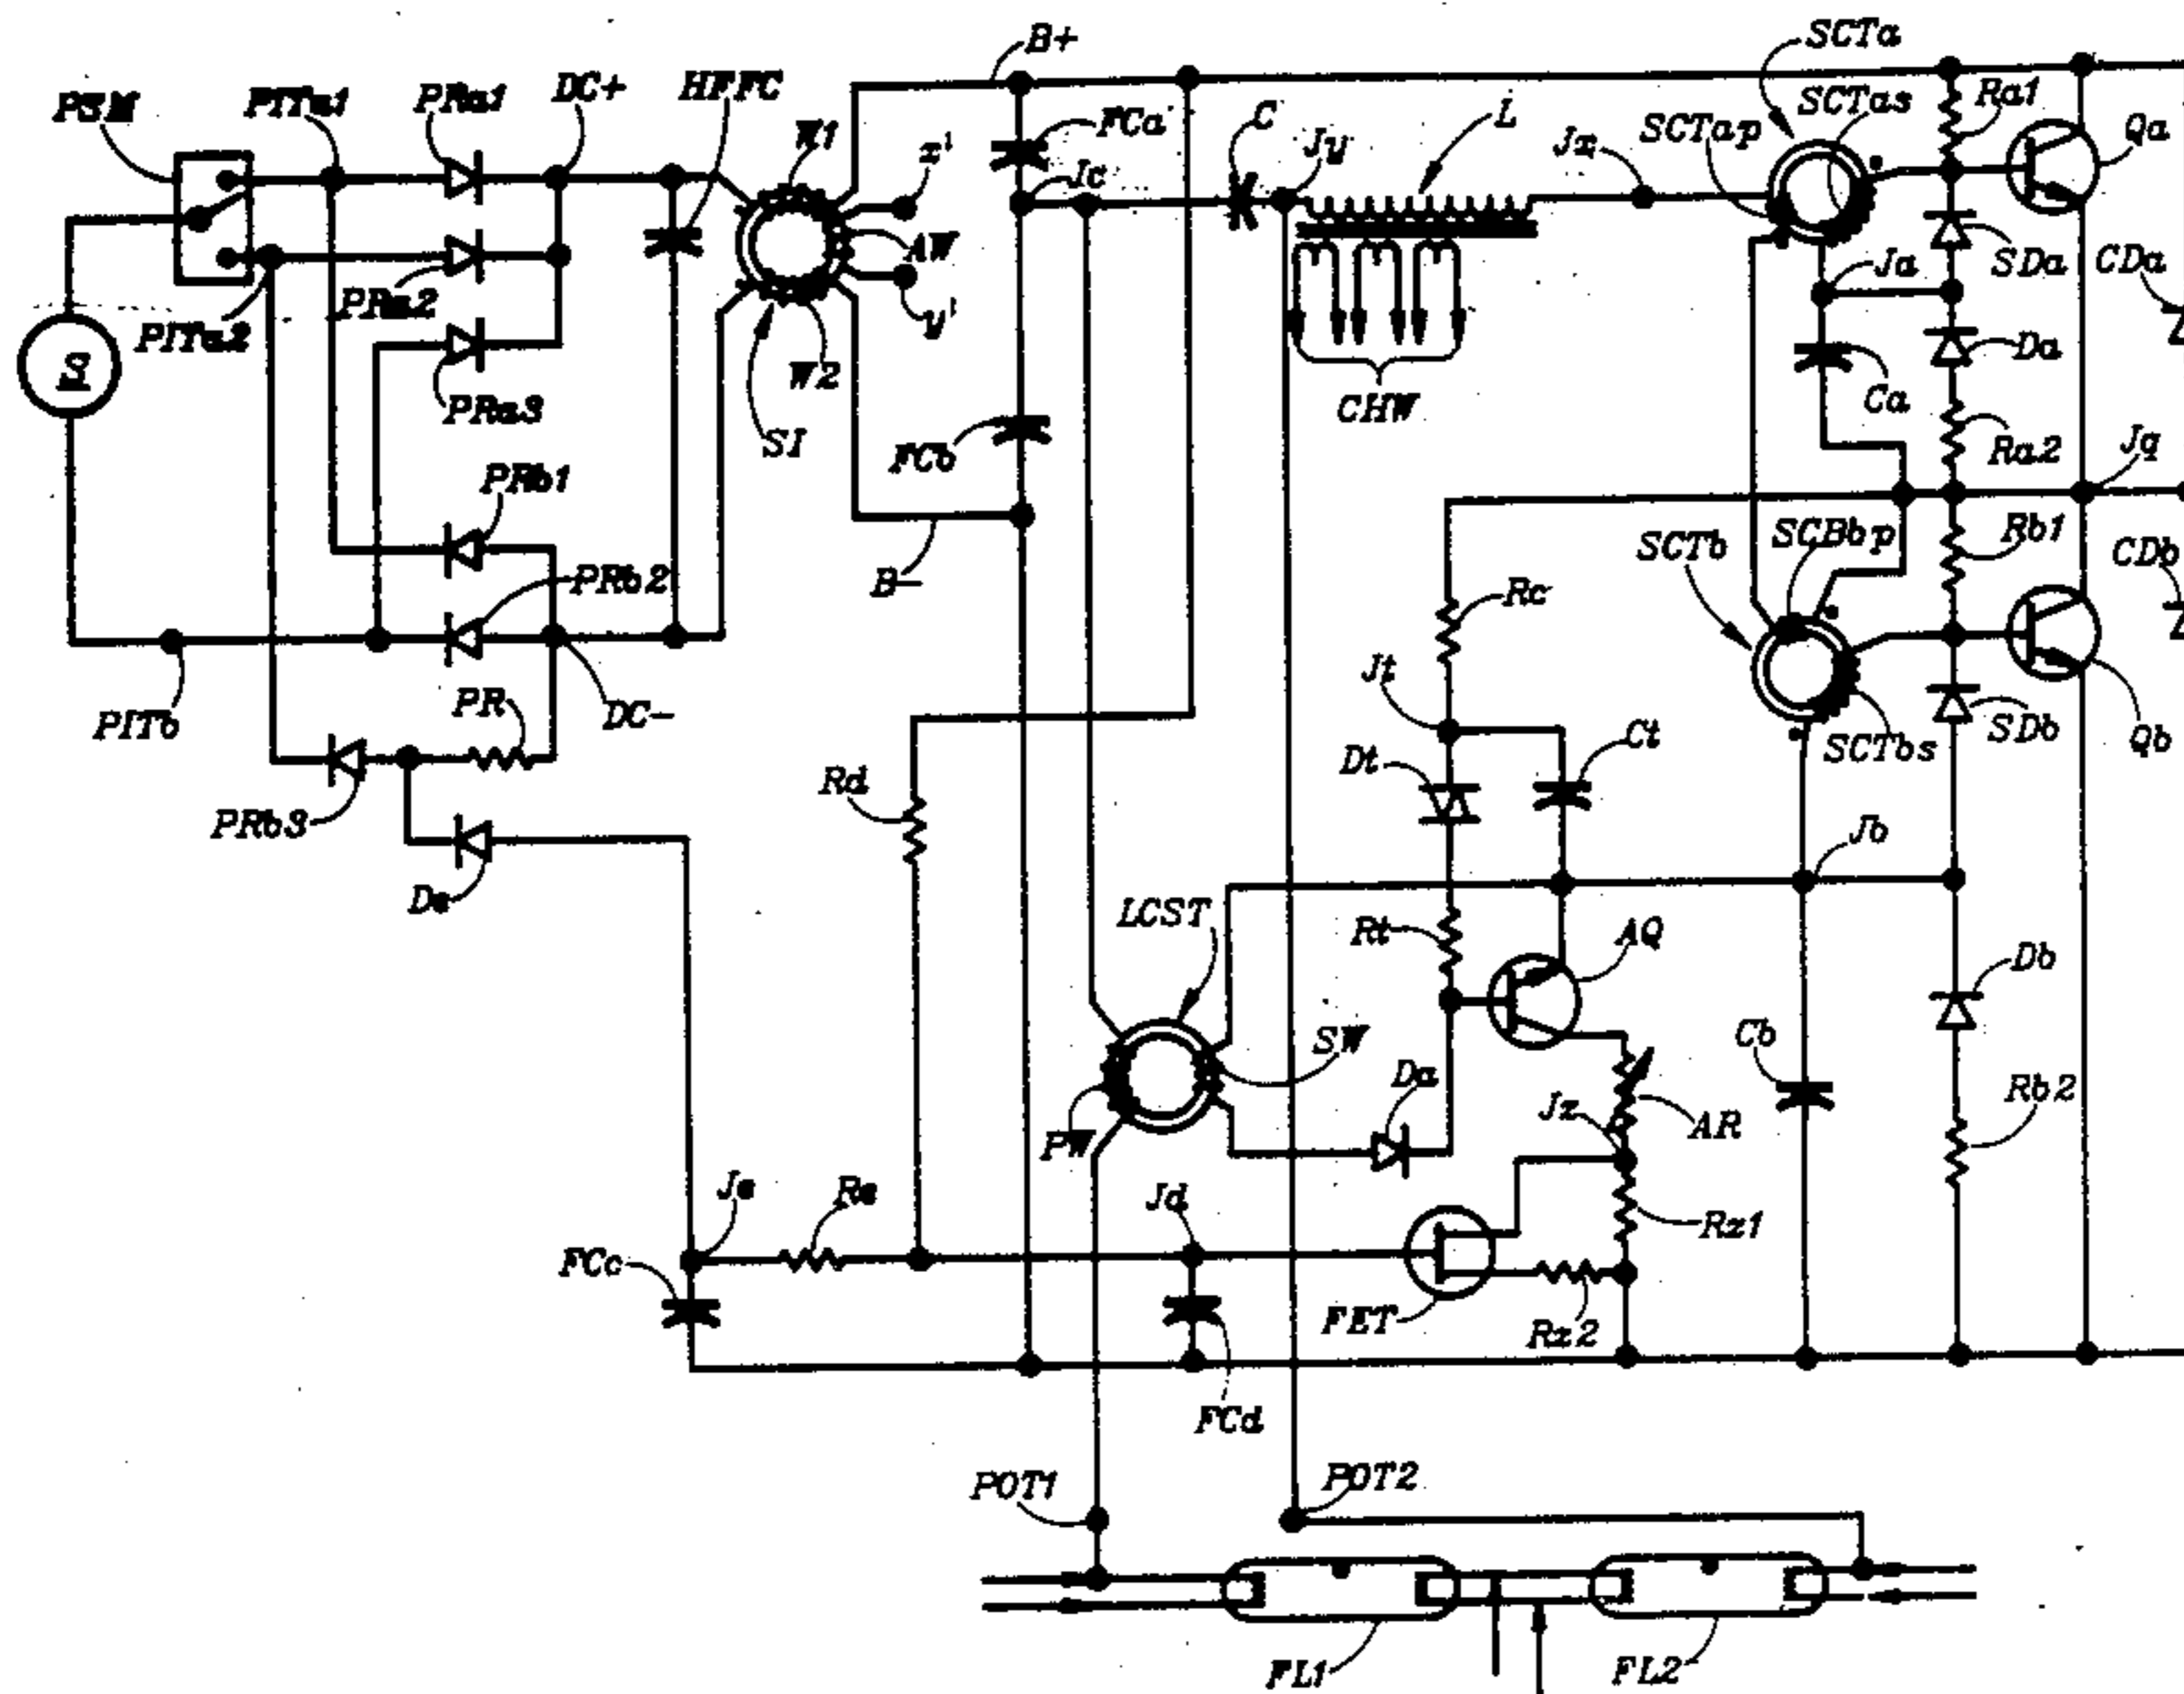 B+
SCTa
PSM
PITa1
PRa1
DC+
HFFC
FCa
C
Jy
L
Jx
SCTap
SCTas
Ra1
Qa
W1
x'
Jc
AW
y'
PRa2
PITa2
S
PRa3
W2
SI
FCb
CHW
Ja
SDa
CDa
Da
Ca
Ra2
Jq
PRb1
PRb2
B-
SCTb
SCBbp
Rb1
CDb
Rc
Jt
PITb
PR
DC-
Rd
Dt
Ct
SCTbs
SDb
Qb
PRb3
De
Jb
LCST
Rt
AQ
Db
SW
Da
Cb
Jz
AR
Rb2
PW
Je
Re
Jd
Rz1
FCc
FET
Rz2
FCd
POT1
POT2
FL1
FL2